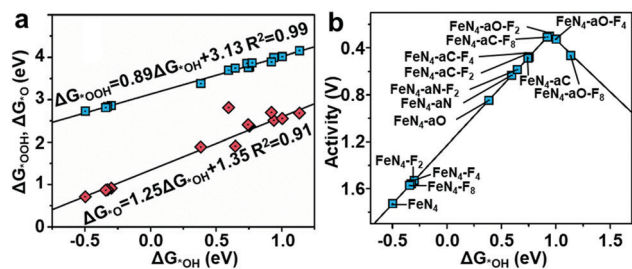 a
ΔG*OOH, ΔG*O (eV)
5
4
3
2
1
0
ΔG*OOH=0.89ΔG*OH+3.13 R²=0.99
ΔG*O=1.25ΔG*OH+1.35 R²=0.91
-0.5 0.0 0.5 1.0
ΔG*OH (eV)
b
Activity (V)
0.4
0.8
1.2
1.6
FeN4-aO-F2
FeN4-aO-F4
FeN4-aC-F8
FeN4-aC-F4
FeN4-aC-F2
FeN4-aC
FeN4-aO-F8
FeN4-aN-F2
FeN4-aN
FeN4-aO
FeN4-F2
FeN4-F4
FeN4-F8
FeN4
-0.5 0.0 0.5 1.0 1.5
ΔG*OH (eV)